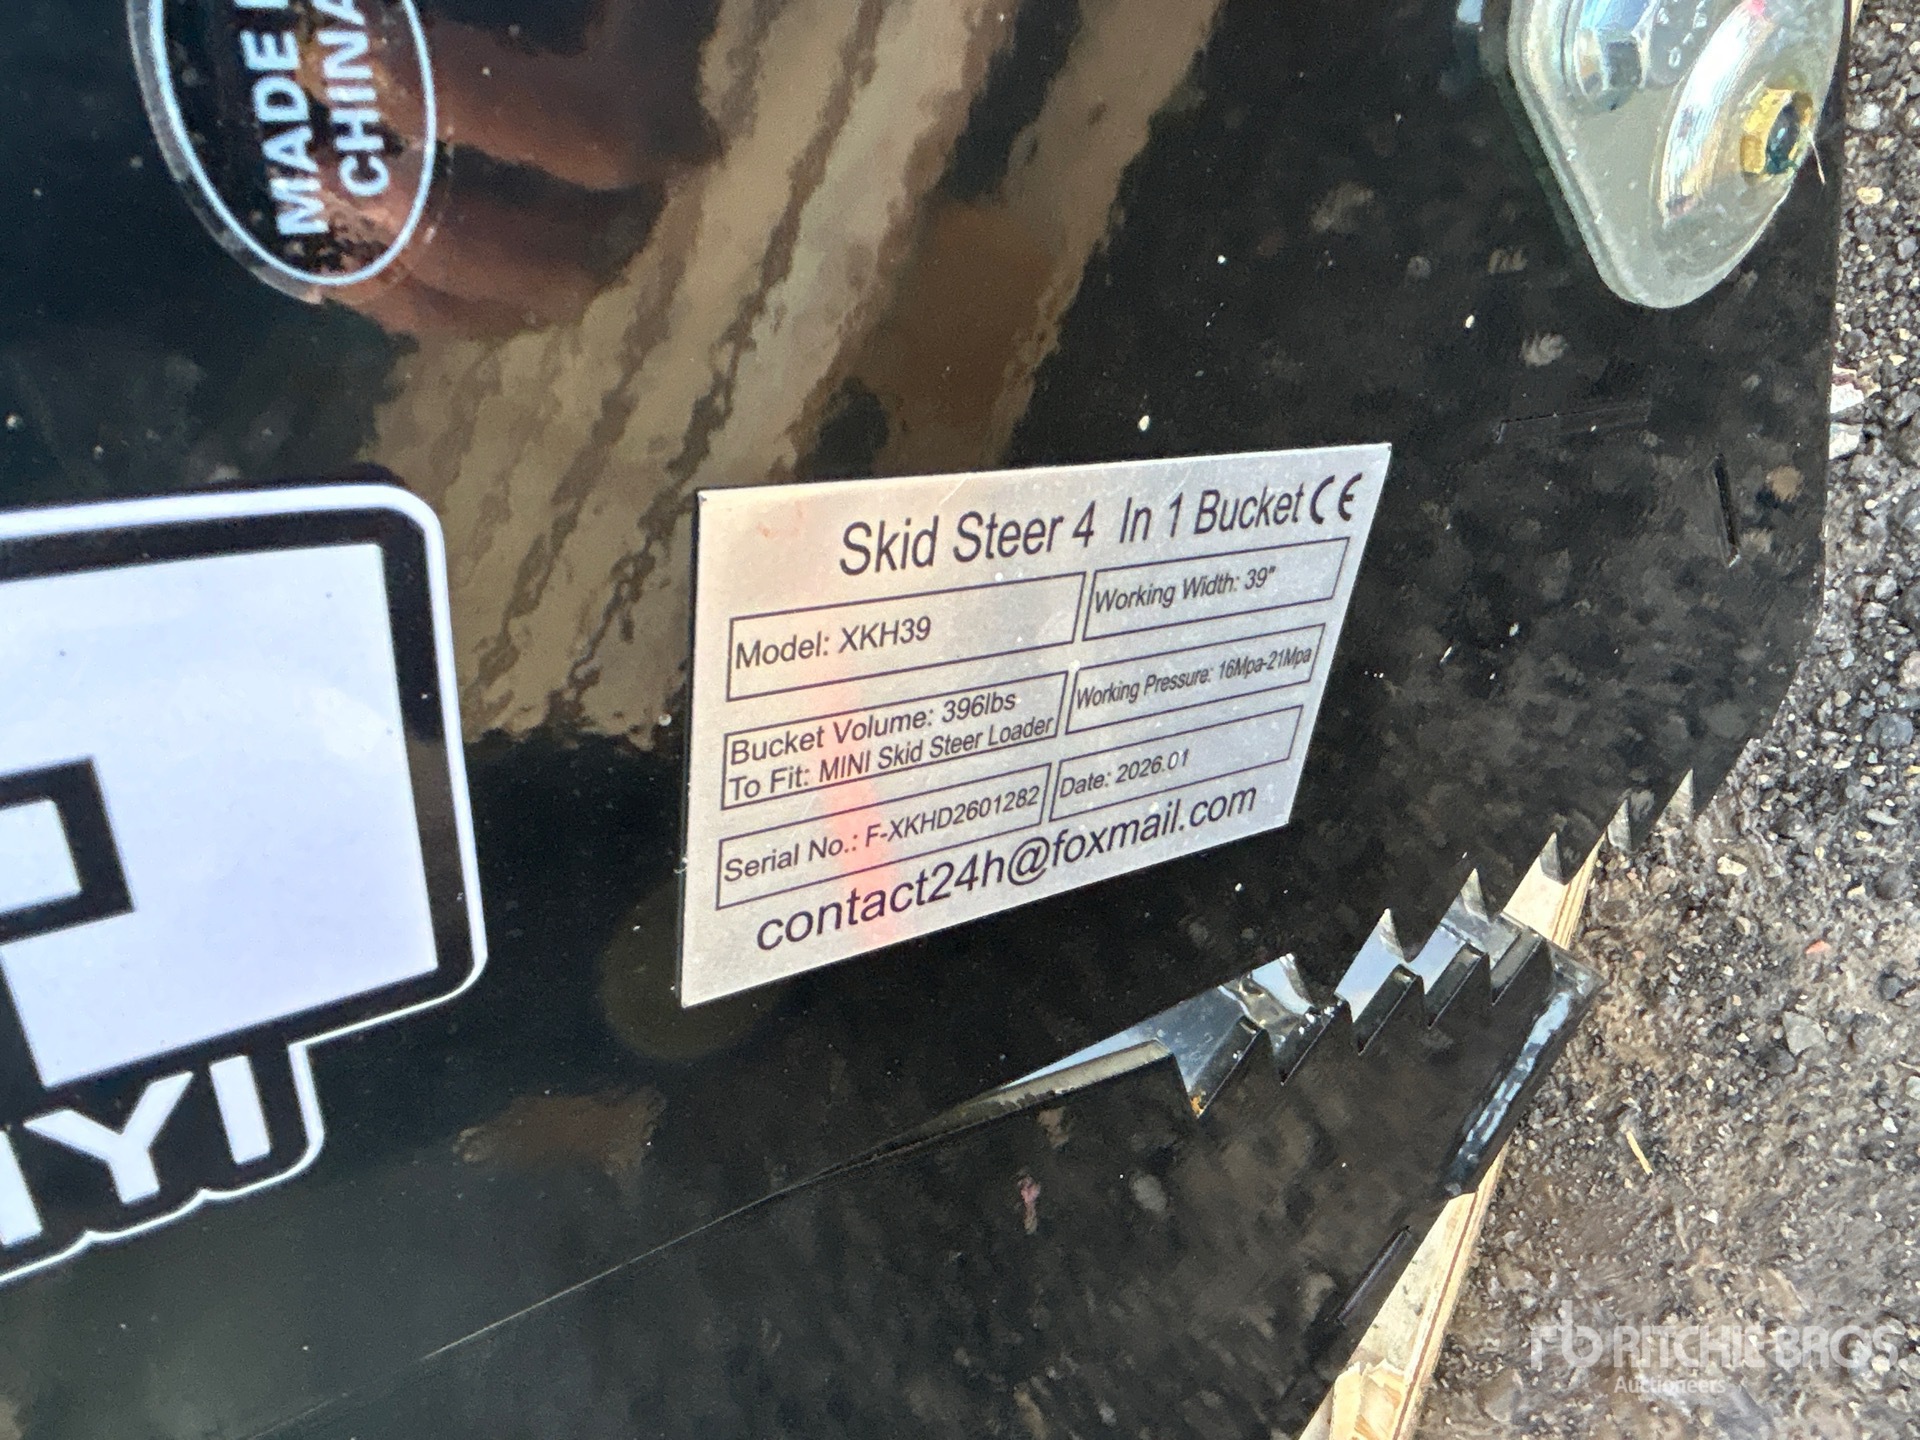 MADE
CHINA
Skid Steer 4 In 1 Bucket CE
Model: XKH39
Working Width: 39"
Bucket Volume: 396lbs
To Fit: MINI Skid Steer Loader
Working Pressure: 16Mpa-21Mpa
Serial No.: F-XKHD2601282
Date: 2026.01
contact24h@foxmail.com
YI
rb RITCHIE BROS
Auctioneers